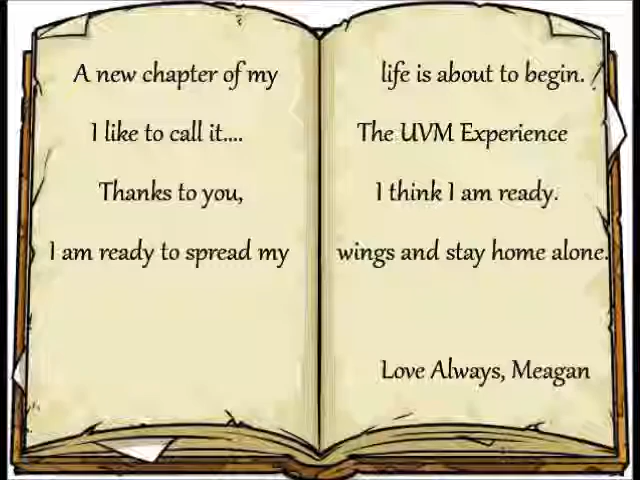 A new chapter of my life is about to begin.
I like to call it.... The UVM Experience
Thanks to you, I think I am ready.
I am ready to spread my wings and stay home alone.
Love Always, Meagan